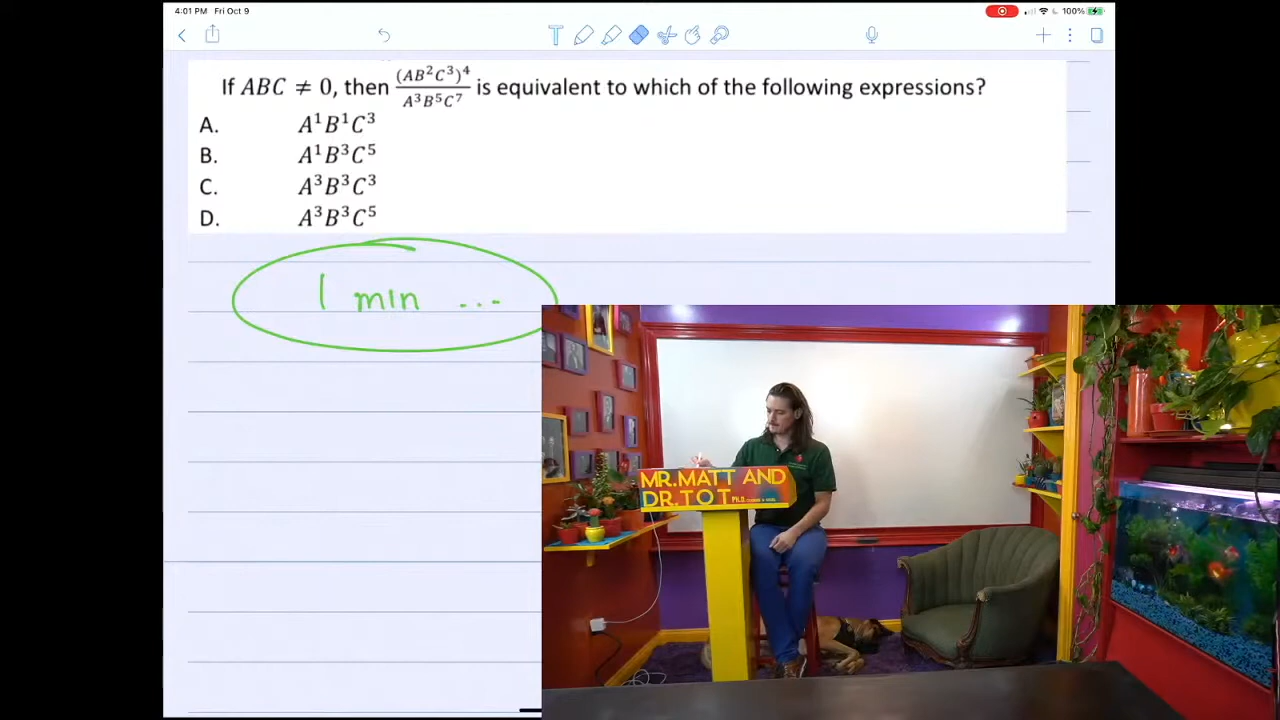 4:01 PM Fri Oct 9
100%
If ABC ≠ 0, then (AB²C³)⁴ / A³B⁵C⁷ is equivalent to which of the following expressions?
A. A¹B¹C³
B. A¹B³C⁵
C. A³B³C³
D. A³B³C⁵
1 min ...
MR.MATT AND
DR.TOT Ph.D.